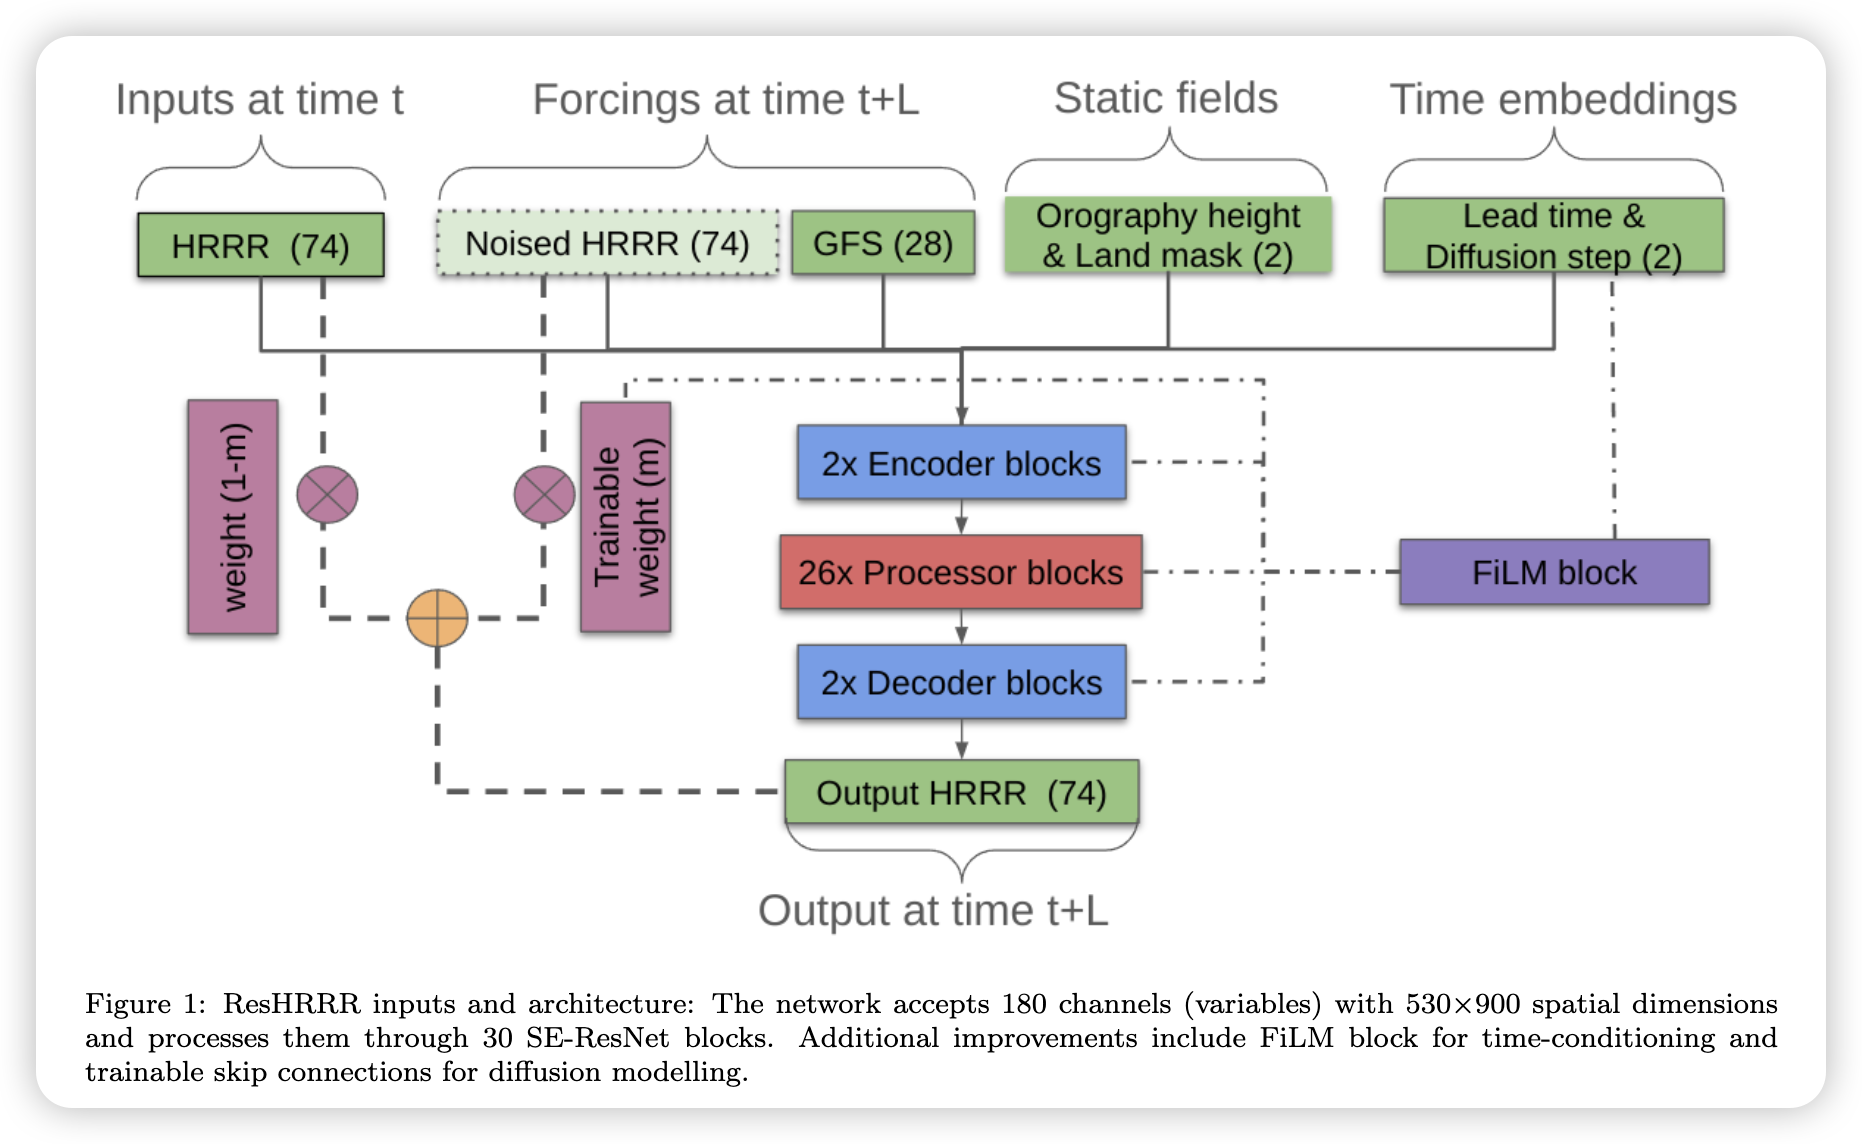 Inputs at time t
Forcings at time t+L
Static fields
Time embeddings
HRRR (74)
Noised HRRR (74)
GFS (28)
Orography height
& Land mask (2)
Lead time &
Diffusion step (2)
weight (1-m)
Trainable
weight (m)
2x Encoder blocks
26x Processor blocks
FiLM block
2x Decoder blocks
Output HRRR (74)
Output at time t+L
Figure 1: ResHRRR inputs and architecture: The network accepts 180 channels (variables) with 530×900 spatial dimensions
and processes them through 30 SE-ResNet blocks. Additional improvements include FiLM block for time-conditioning and
trainable skip connections for diffusion modelling.